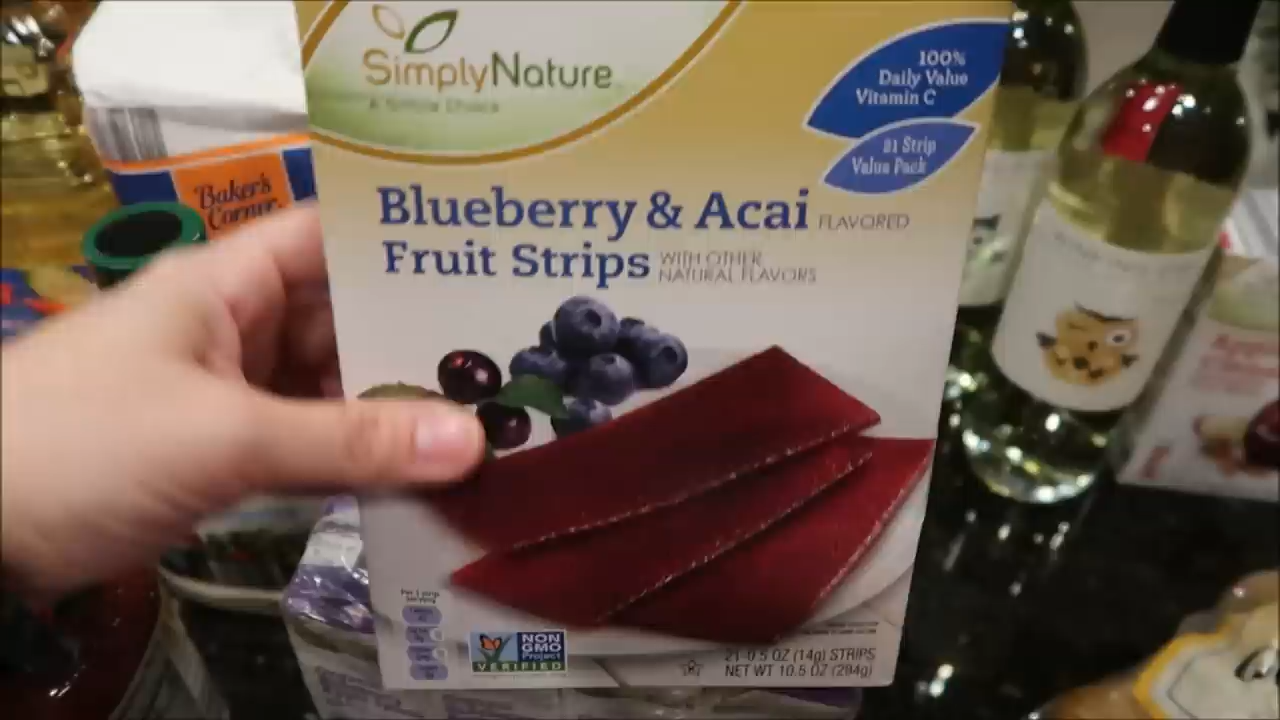 SimplyNature
A Simple Choice
100%
Daily Value
Vitamin C
21 Strip
Value Pack
Baker's
Corner
Blueberry & Acai FLAVORED
Fruit Strips WITH OTHER
NATURAL FLAVORS
NON
GMO
Project
VERIFIED
21-0.5 OZ (14g) STRIPS
NET WT 10.5 OZ (294g)